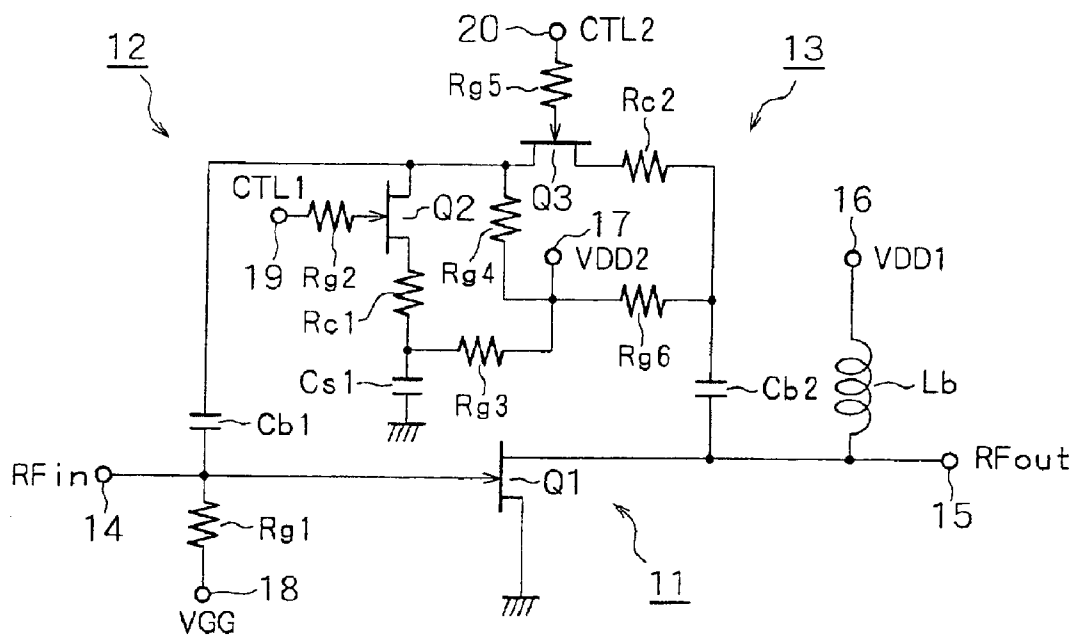 20 CTL2
12
13
Rg5
Rc2
CTL1
Q2
Q3
17
16
19
Rg2
Rg4
VDD2
VDD1
Rc1
Rg6
Cs1
Rg3
Cb2
Lb
Cb1
RFin
Q1
RFout
14
Rg1
15
18
11
VGG